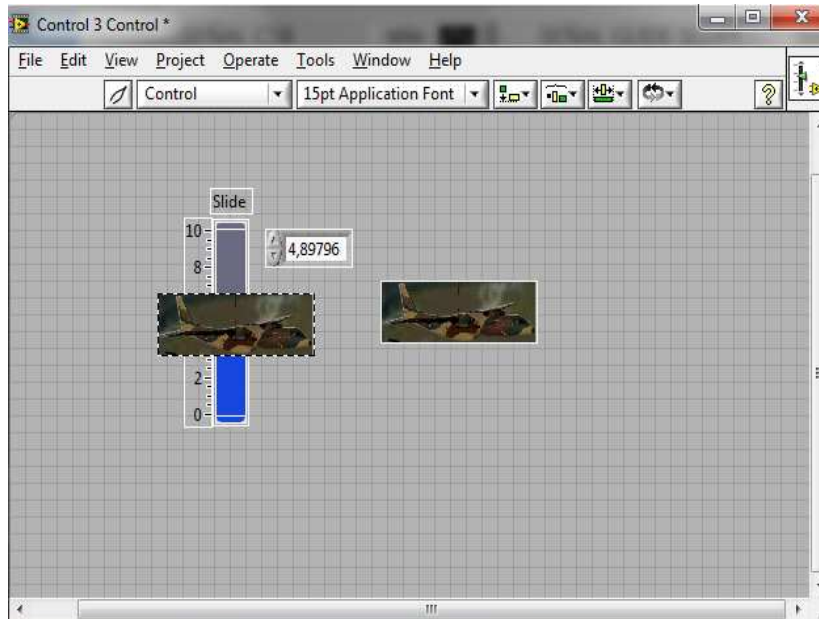 Control 3 Control *
File Edit View Project Operate Tools Window Help
Control 15pt Application Font ?
Slide
10
4,89796
8
2
0